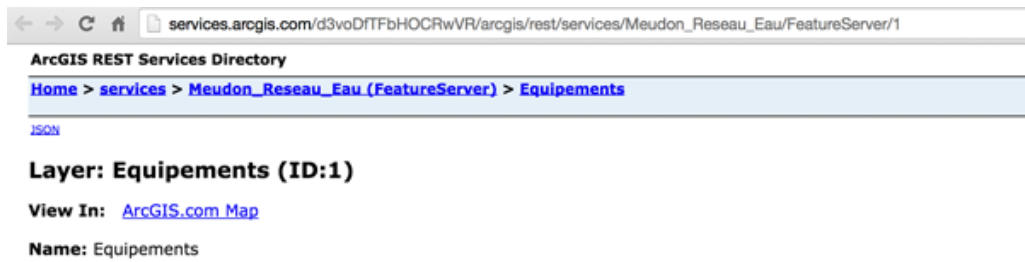 services.arcgis.com/d3voDfTFbHOCRwVR/arcgis/rest/services/Meudon_Reseau_Eau/FeatureServer/1
ArcGIS REST Services Directory
Home > services > Meudon_Reseau_Eau (FeatureServer) > Equipements
JSON
Layer: Equipements (ID:1)
View In: ArcGIS.com Map
Name: Equipements